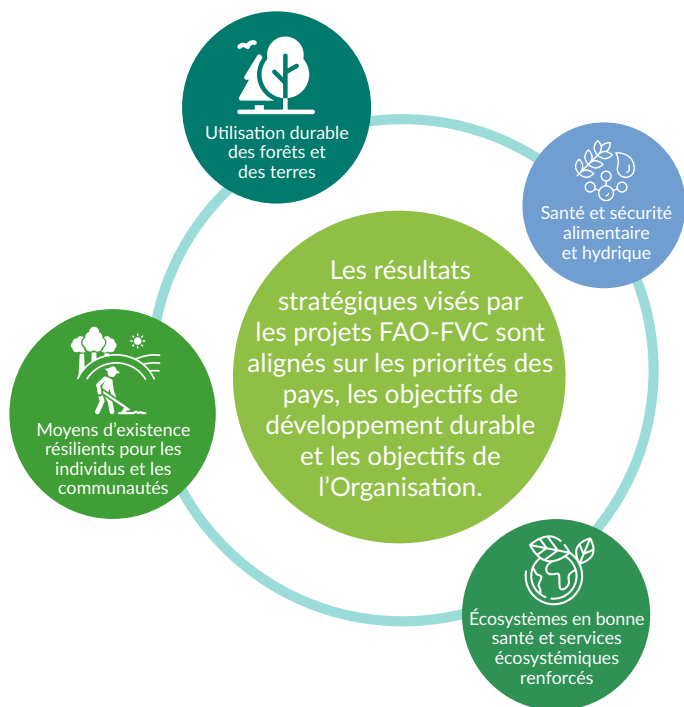 Utilisation durable
des forêts et
des terres
Santé et sécurité
alimentaire
et hydrique
Les résultats
stratégiques visés par
les projets FAO-FVC sont
alignés sur les priorités des
pays, les objectifs de
développement durable
et les objectifs de
l’Organisation.
Moyens d’existence
résilients pour les
individus et les
communautés
Écosystèmes en bonne
santé et services
écosystémiques
renforcés